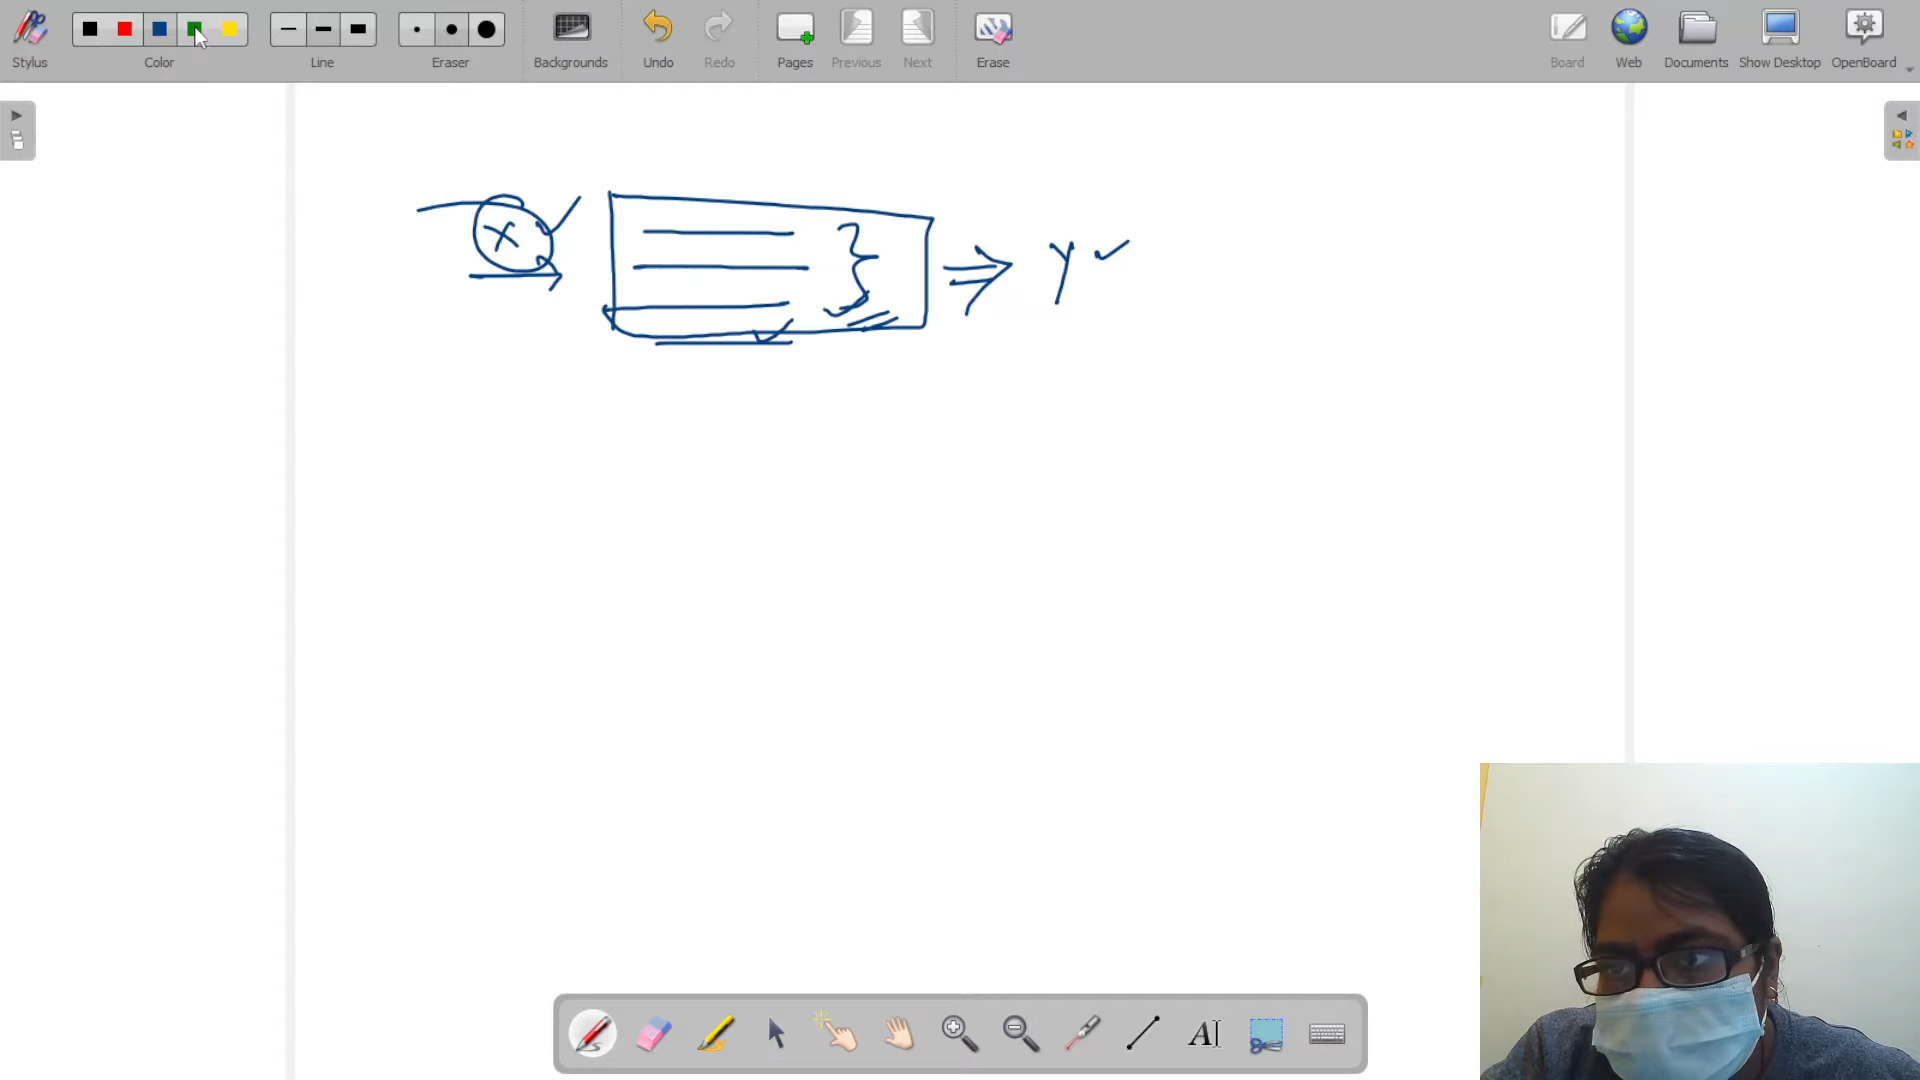 Stylus
Color
Line
Eraser
Backgrounds
Undo
Redo
Pages
Previous
Next
Erase
Board
Web
Documents
Show Desktop
OpenBoard
x
y
A